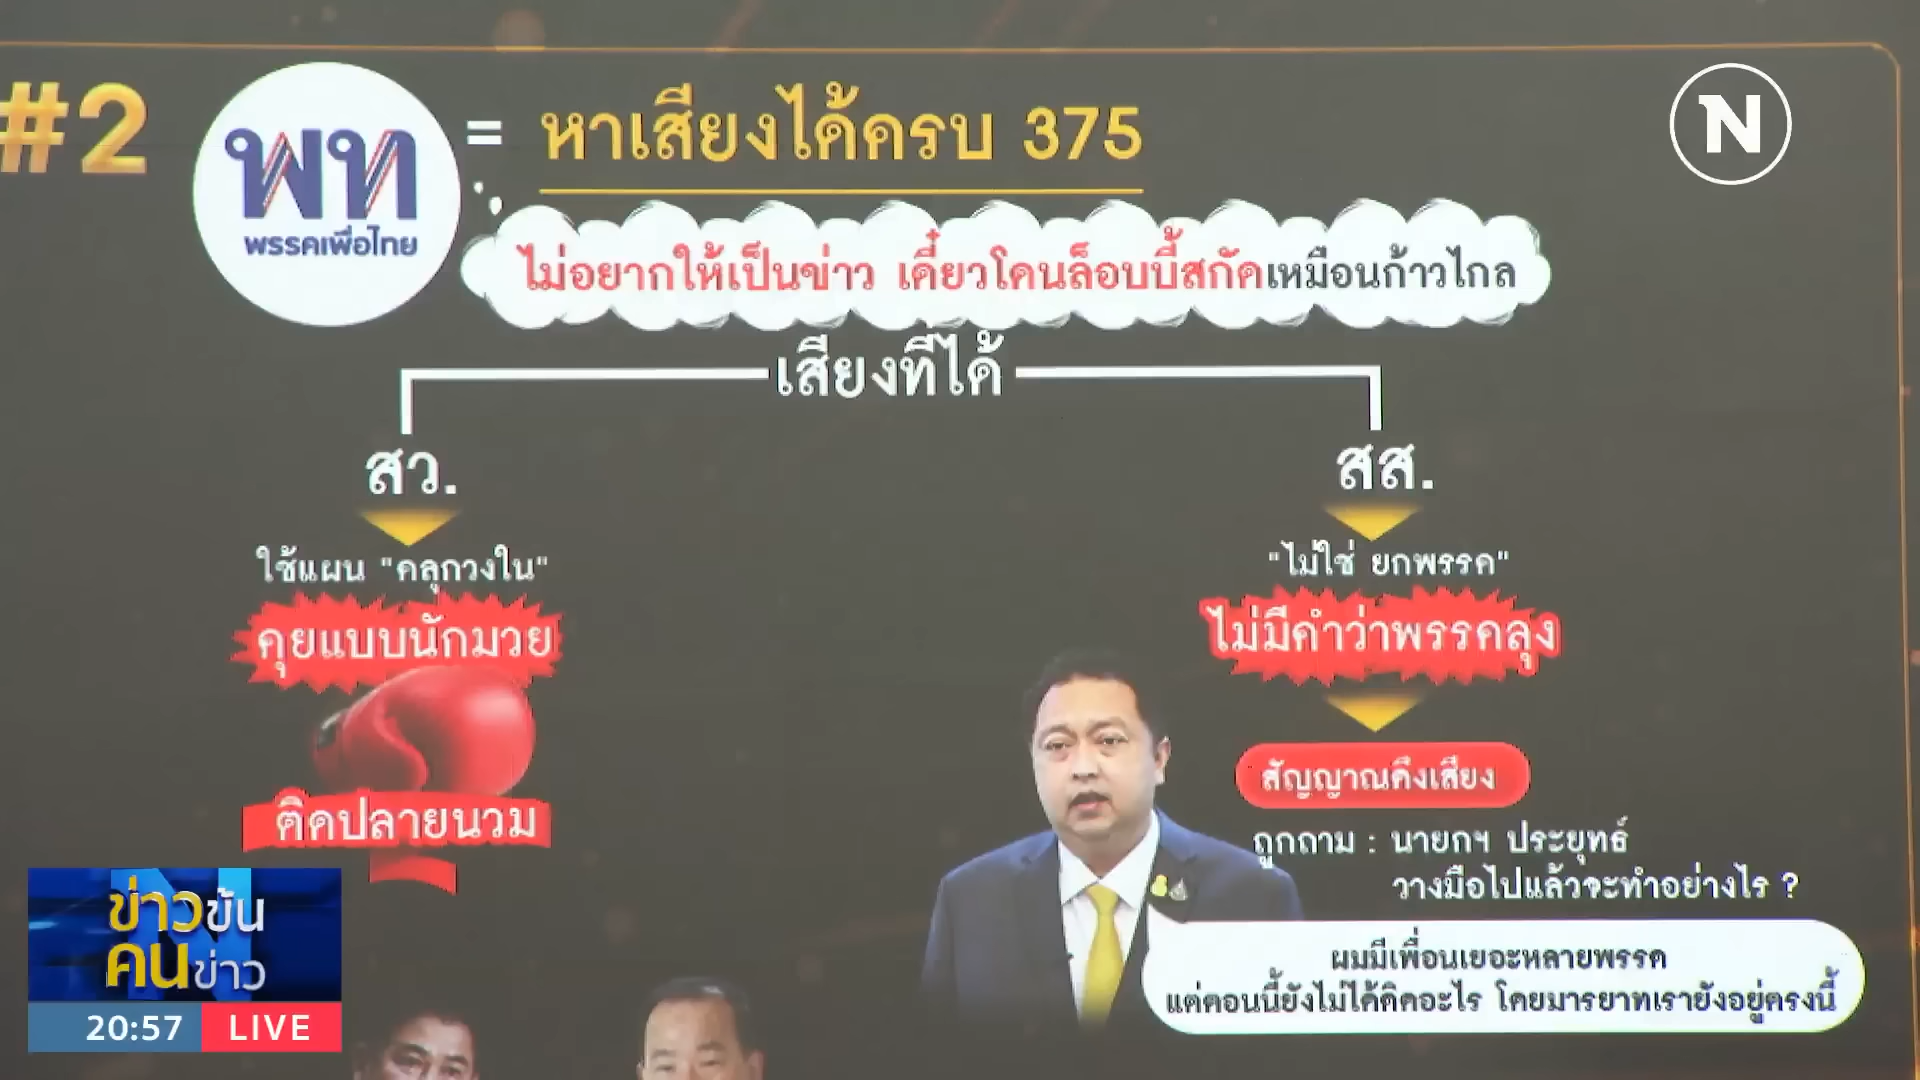 #2
พท
พรรคเพื่อไทย
= หาเสียงได้ครบ 375
N
ไม่อยากให้เป็นข่าว เดี๋ยวโดนล็อบบี้สกัดเหมือนก้าวไกล
เสียงที่ได้
สว.
ใช้แผน "คลุกวงใน"
คุยแบบนักมวย
ติดปลายนวม
สส.
"ไม่ใช่ ยกพรรค"
ไม่มีคำว่าพรรคลุง
สัญญาณดึงเสียง
ถูกถาม : นายกฯ ประยุทธ์
วางมือไปแล้วจะทำอย่างไร ?
ผมมีเพื่อนเยอะหลายพรรค
แต่ตอนนี้ยังไม่ได้คิดอะไร โดยมารยาทเรายังอยู่ตรงนี้
ข่าวข้น
คนข่าว
20:57 LIVE